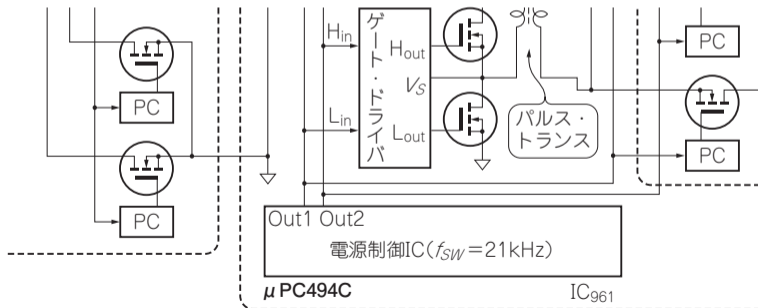 PC
PC
H_in
L_in
ゲート・ドライバ
H_out
V_S
L_out
パルス・
トランス
PC
PC
Out1 Out2
電源制御IC(f_SW=21kHz)
μPC494C
IC_961